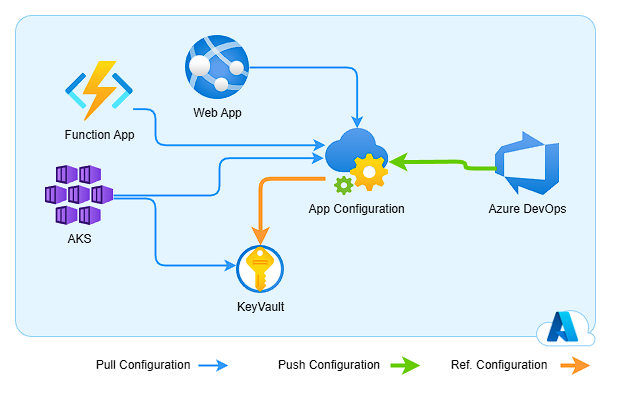 Web App
Function App
App Configuration
Azure DevOps
AKS
KeyVault
Pull Configuration
Push Configuration
Ref. Configuration